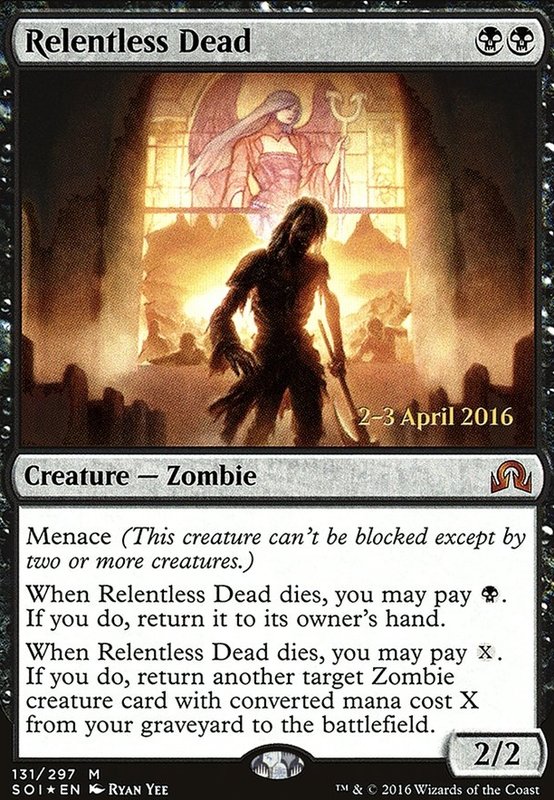 Relentless Dead
2–3 April 2016
Creature — Zombie
Menace (This creature can't be blocked except by
two or more creatures.)
When Relentless Dead dies, you may pay .
If you do, return it to its owner's hand.
When Relentless Dead dies, you may pay X.
If you do, return another target Zombie
creature card with converted mana cost X
from your graveyard to the battlefield.
2/2
131/297 M
SOI★EN Ryan Yee
™ & © 2016 Wizards of the Coast